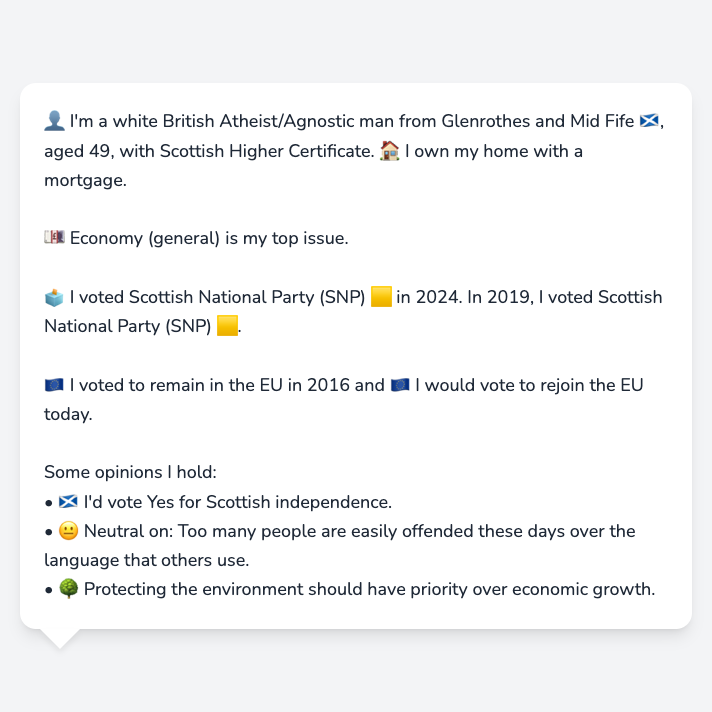 👤 I'm a white British Atheist/Agnostic man from Glenrothes and Mid Fife 🏴󠁧󠁢󠁳󠁣󠁴󠁿,
aged 49, with Scottish Higher Certificate. 🏠 I own my home with a
mortgage.
💷 Economy (general) is my top issue.
🗳️ I voted Scottish National Party (SNP) 🟨 in 2024. In 2019, I voted Scottish
National Party (SNP) 🟨.
🇪🇺 I voted to remain in the EU in 2016 and 🇪🇺 I would vote to rejoin the EU
today.
Some opinions I hold:
• 🏴󠁧󠁢󠁳󠁣󠁴󠁿 I'd vote Yes for Scottish independence.
• 😐 Neutral on: Too many people are easily offended these days over the
language that others use.
• 🌳 Protecting the environment should have priority over economic growth.